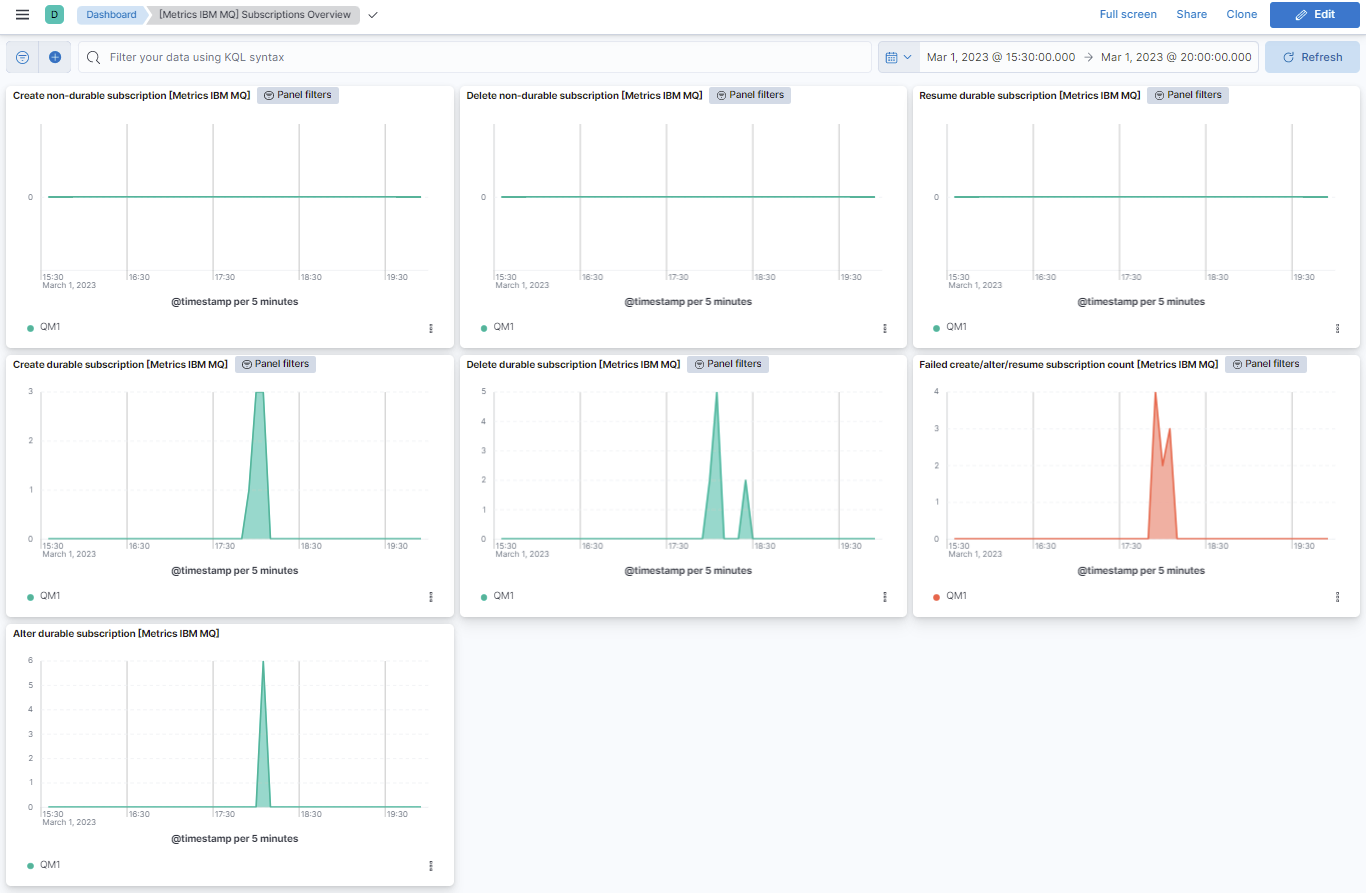 D Dashboard [Metrics IBM MQ] Subscriptions Overview Full screen Share Clone Edit
Filter your data using KQL syntax Mar 1, 2023 @ 15:30:00.000 → Mar 1, 2023 @ 20:00:00.000 Refresh
Create non-durable subscription [Metrics IBM MQ] Panel filters
0
15:30 16:30 17:30 18:30 19:30
March 1, 2023
@timestamp per 5 minutes
QM1
Delete non-durable subscription [Metrics IBM MQ] Panel filters
0
15:30 16:30 17:30 18:30 19:30
March 1, 2023
@timestamp per 5 minutes
QM1
Resume durable subscription [Metrics IBM MQ] Panel filters
0
15:30 16:30 17:30 18:30 19:30
March 1, 2023
@timestamp per 5 minutes
QM1
Create durable subscription [Metrics IBM MQ] Panel filters
3
2
1
0
15:30 16:30 17:30 18:30 19:30
March 1, 2023
@timestamp per 5 minutes
QM1
Delete durable subscription [Metrics IBM MQ] Panel filters
5
4
3
2
1
0
15:30 16:30 17:30 18:30 19:30
March 1, 2023
@timestamp per 5 minutes
QM1
Failed create/alter/resume subscription count [Metrics IBM MQ] Panel filters
4
3
2
1
0
15:30 16:30 17:30 18:30 19:30
March 1, 2023
@timestamp per 5 minutes
QM1
Alter durable subscription [Metrics IBM MQ]
6
5
4
3
2
1
0
15:30 16:30 17:30 18:30 19:30
March 1, 2023
@timestamp per 5 minutes
QM1